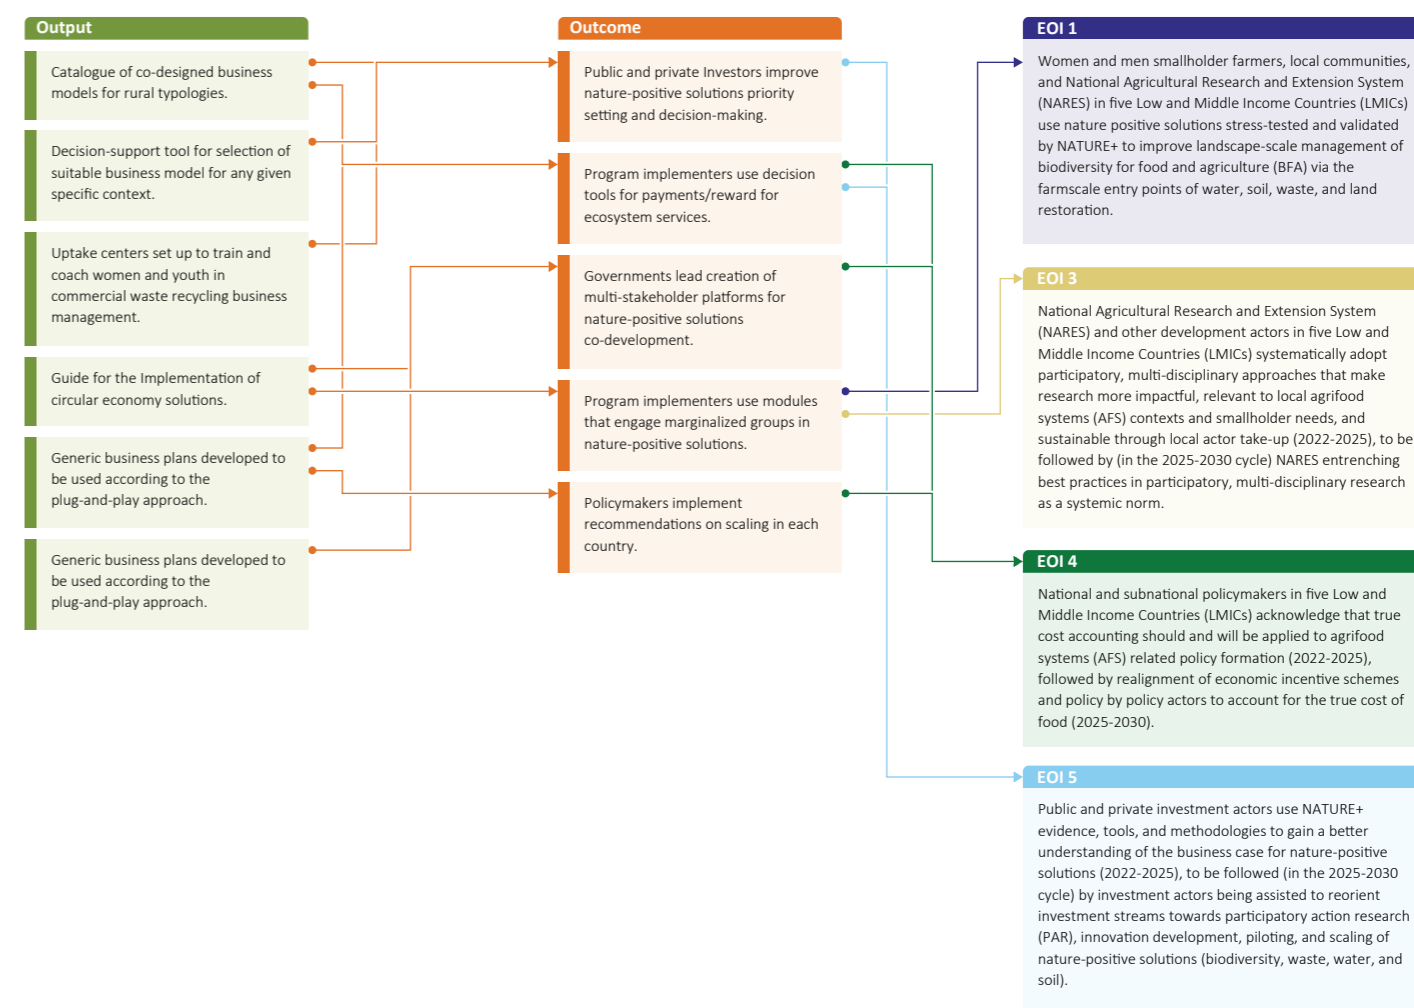 Output
Catalogue of co-designed business
models for rural typologies.
Decision-support tool for selection of
suitable business model for any given
specific context.
Uptake centers set up to train and
coach women and youth in
commercial waste recycling business
management.
Guide for the Implementation of
circular economy solutions.
Generic business plans developed to
be used according to the
plug-and-play approach.
Generic business plans developed to
be used according to the
plug-and-play approach.
Outcome
Public and private Investors improve
nature-positive solutions priority
setting and decision-making.
Program implementers use decision
tools for payments/reward for
ecosystem services.
Governments lead creation of
multi-stakeholder platforms for
nature-positive solutions
co-development.
Program implementers use modules
that engage marginalized groups in
nature-positive solutions.
Policymakers implement
recommendations on scaling in each
country.
EOI 1
Women and men smallholder farmers, local communities,
and National Agricultural Research and Extension System
(NARES) in five Low and Middle Income Countries (LMICs)
use nature positive solutions stress-tested and validated
by NATURE+ to improve landscape-scale management of
biodiversity for food and agriculture (BFA) via the
farmscale entry points of water, soil, waste, and land
restoration.
EOI 3
National Agricultural Research and Extension System
(NARES) and other development actors in five Low and
Middle Income Countries (LMICs) systematically adopt
participatory, multi-disciplinary approaches that make
research more impactful, relevant to local agrifood
systems (AFS) contexts and smallholder needs, and
sustainable through local actor take-up (2022-2025), to be
followed by (in the 2025-2030 cycle) NARES entrenching
best practices in participatory, multi-disciplinary research
as a systemic norm.
EOI 4
National and subnational policymakers in five Low and
Middle Income Countries (LMICs) acknowledge that true
cost accounting should and will be applied to agrifood
systems (AFS) related policy formation (2022-2025),
followed by realignment of economic incentive schemes
and policy by policy actors to account for the true cost of
food (2025-2030).
EOI 5
Public and private investment actors use NATURE+
evidence, tools, and methodologies to gain a better
understanding of the business case for nature-positive
solutions (2022-2025), to be followed (in the 2025-2030
cycle) by investment actors being assisted to reorient
investment streams towards participatory action research
(PAR), innovation development, piloting, and scaling of
nature-positive solutions (biodiversity, waste, water, and
soil).